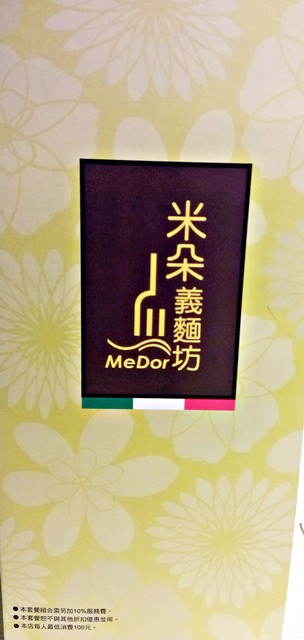 米朵義麵坊
MeDor
●本套餐組合需另加10%服務費。
●本套餐恕不與其他折扣優惠並用。
●本店每人最低消費100元。